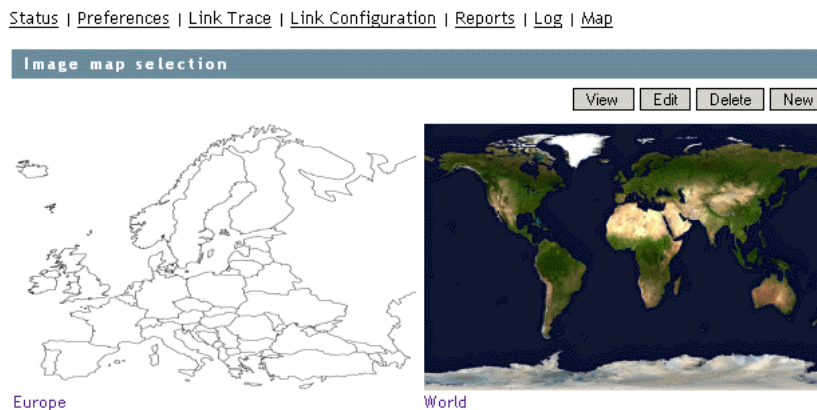 Status | Preferences | Link Trace | Link Configuration | Reports | Log | Map
Image map selection
View Edit Delete New
Europe World